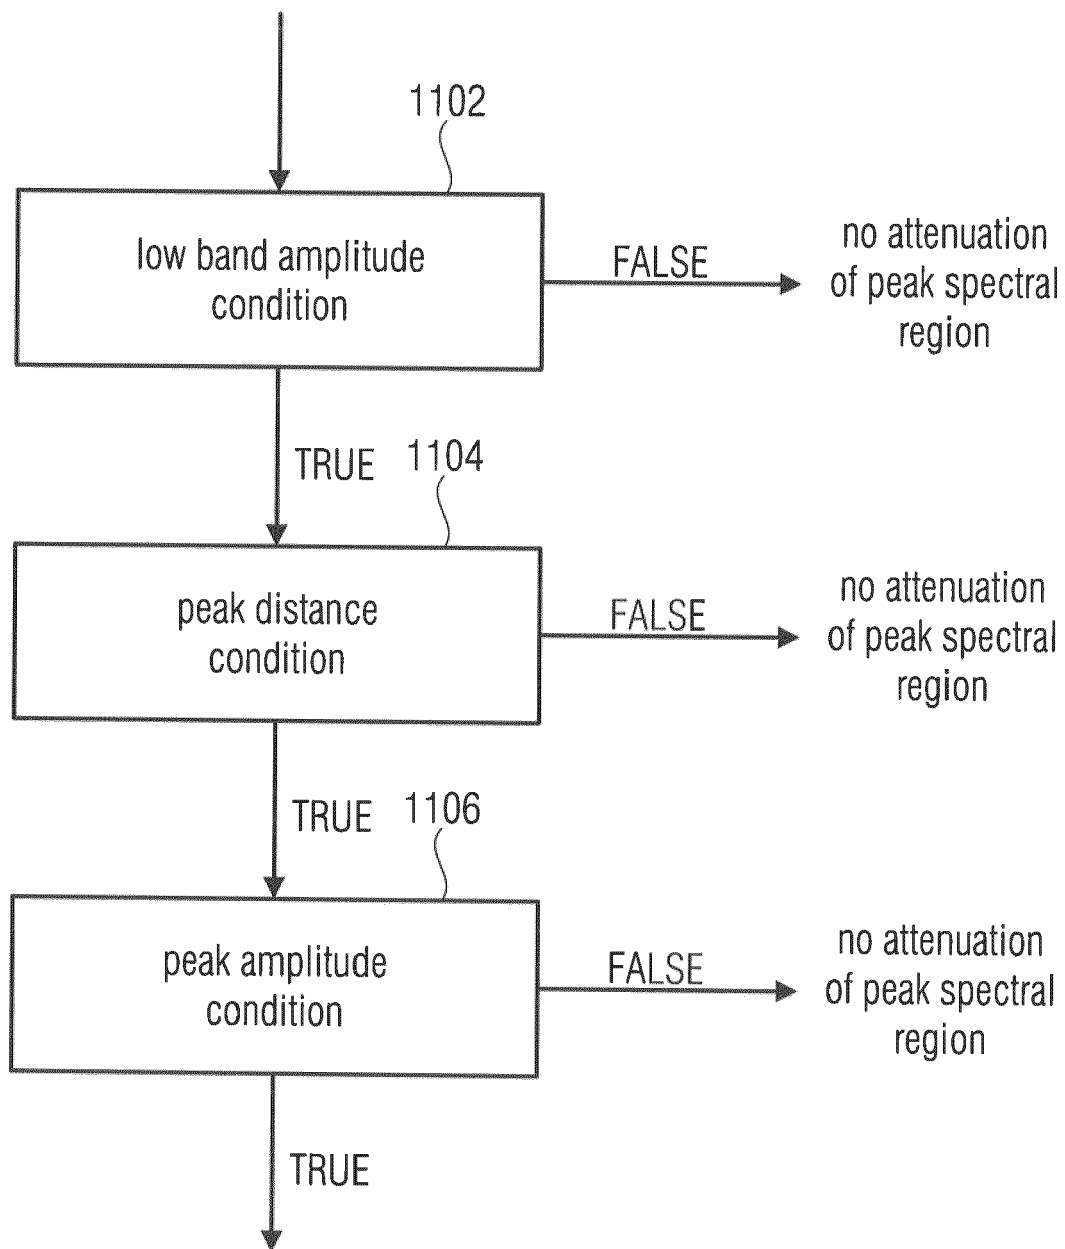 1102
low band amplitude
condition
FALSE
no attenuation
of peak spectral
region
TRUE
1104
peak distance
condition
FALSE
no attenuation
of peak spectral
region
TRUE
1106
peak amplitude
condition
FALSE
no attenuation
of peak spectral
region
TRUE